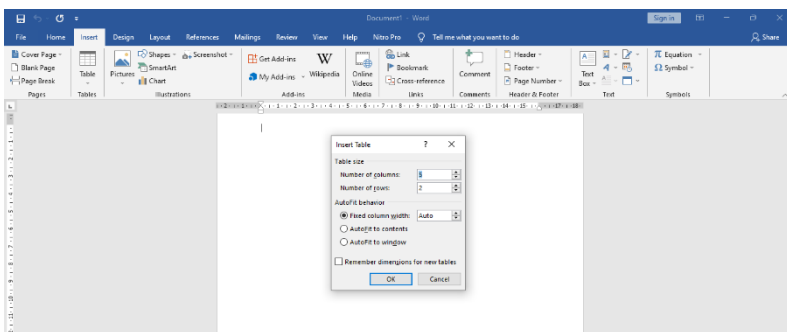 Document1 - Word
Sign in
File Home Insert Design Layout References Mailings Review View Help Nitro Pro Tell me what you want to do Share
Cover Page
Blank Page
Page Break
Pages
Table
Tables
Pictures
Shapes
SmartArt
Chart
Screenshot
Illustrations
Get Add-ins
My Add-ins
Wikipedia
Add-ins
Online Videos
Media
Link
Bookmark
Cross-reference
Links
Comment
Comments
Header
Footer
Page Number
Header & Footer
Text Box
Text
Equation
Symbol
Symbols
Insert Table ? ×
Table size
Number of columns: 5
Number of rows: 2
AutoFit behavior
Fixed column width: Auto
AutoFit to contents
AutoFit to window
Remember dimensions for new tables
OK Cancel